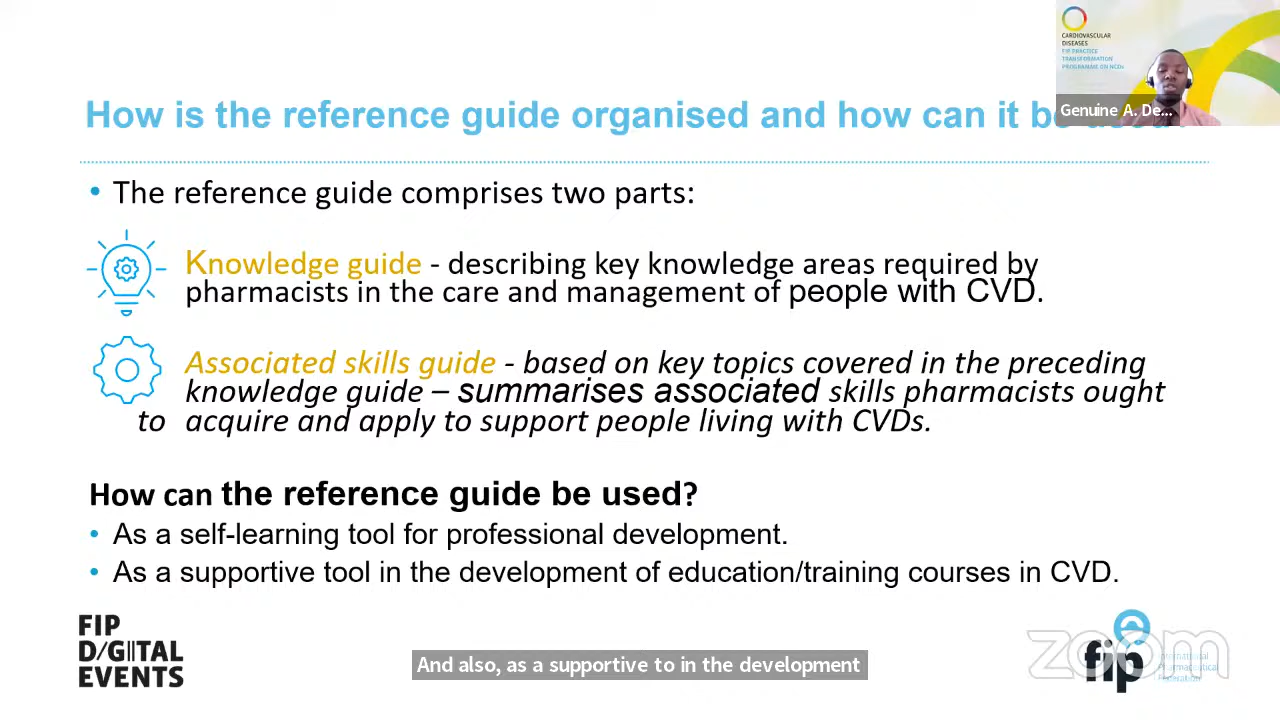 CARDIOVASCULAR
DISEASES
FIP PRACTICE
TRANSFORMATION
PROGRAMME ON NCDs
Genuine A. De...
How is the reference guide organised and how can it be used?
• The reference guide comprises two parts:
Knowledge guide - describing key knowledge areas required by
pharmacists in the care and management of people with CVD.
Associated skills guide - based on key topics covered in the preceding
knowledge guide – summarises associated skills pharmacists ought
to acquire and apply to support people living with CVDs.
How can the reference guide be used?
• As a self-learning tool for professional development.
• As a supportive tool in the development of education/training courses in CVD.
FIP
D/G/TAL
EVENTS
And also, as a supportive to in the development
zoom
fip
International
Pharmaceutical
Federation